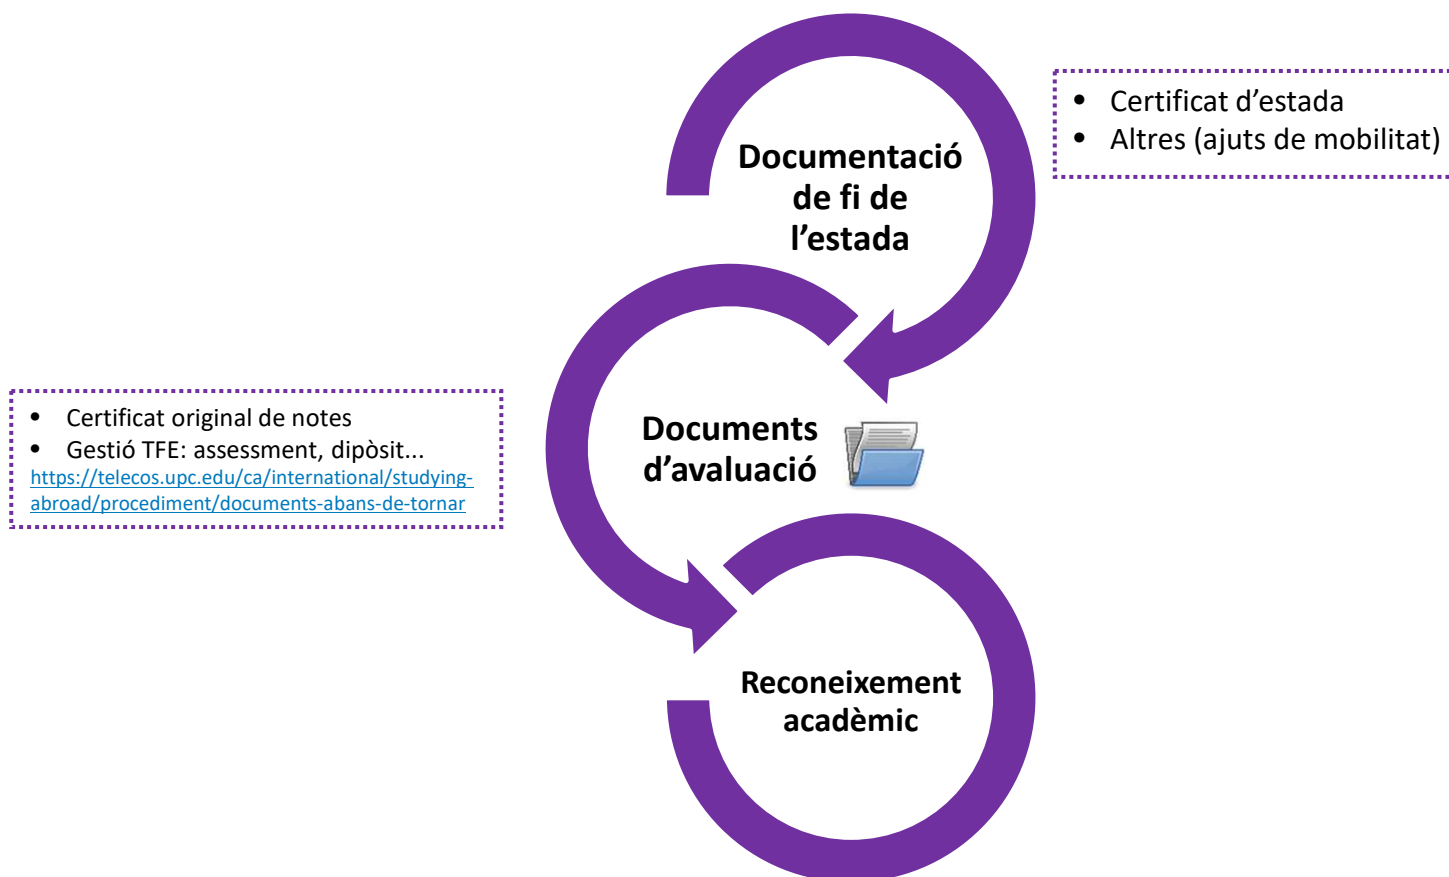 Documentació
de fi de
l’estada
• Certificat d’estada
• Altres (ajuts de mobilitat)
Documents
d’avaluació
• Certificat original de notes
• Gestió TFE: assessment, dipòsit...
https://telecos.upc.edu/ca/international/studying-
abroad/procediment/documents-abans-de-tornar
Reconeixement
acadèmic